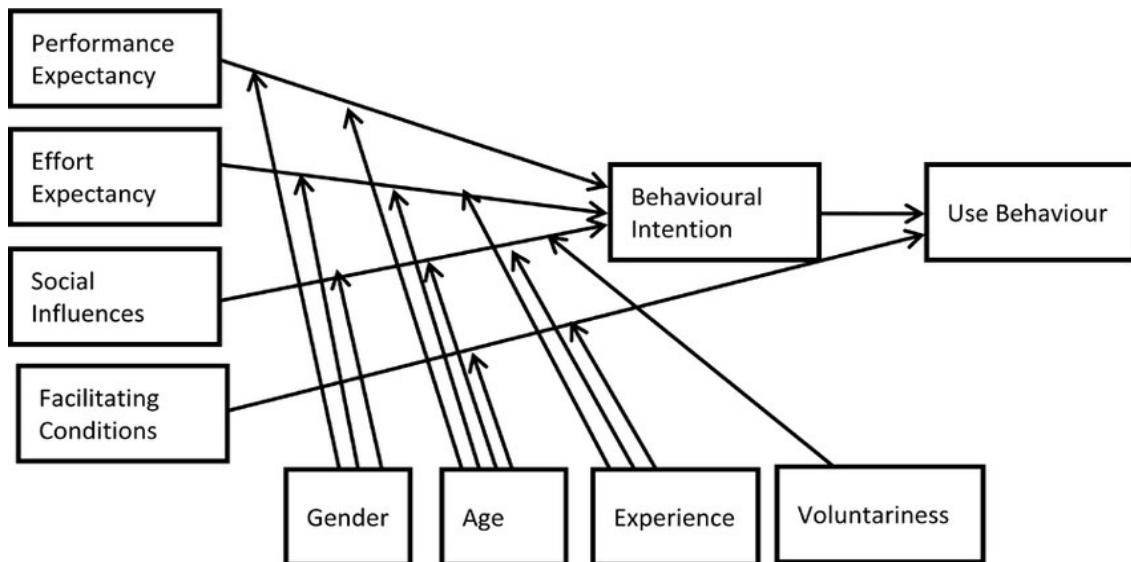 Performance
Expectancy
Effort
Expectancy
Social
Influences
Facilitating
Conditions
Behavioural
Intention
Use Behaviour
Gender
Age
Experience
Voluntariness